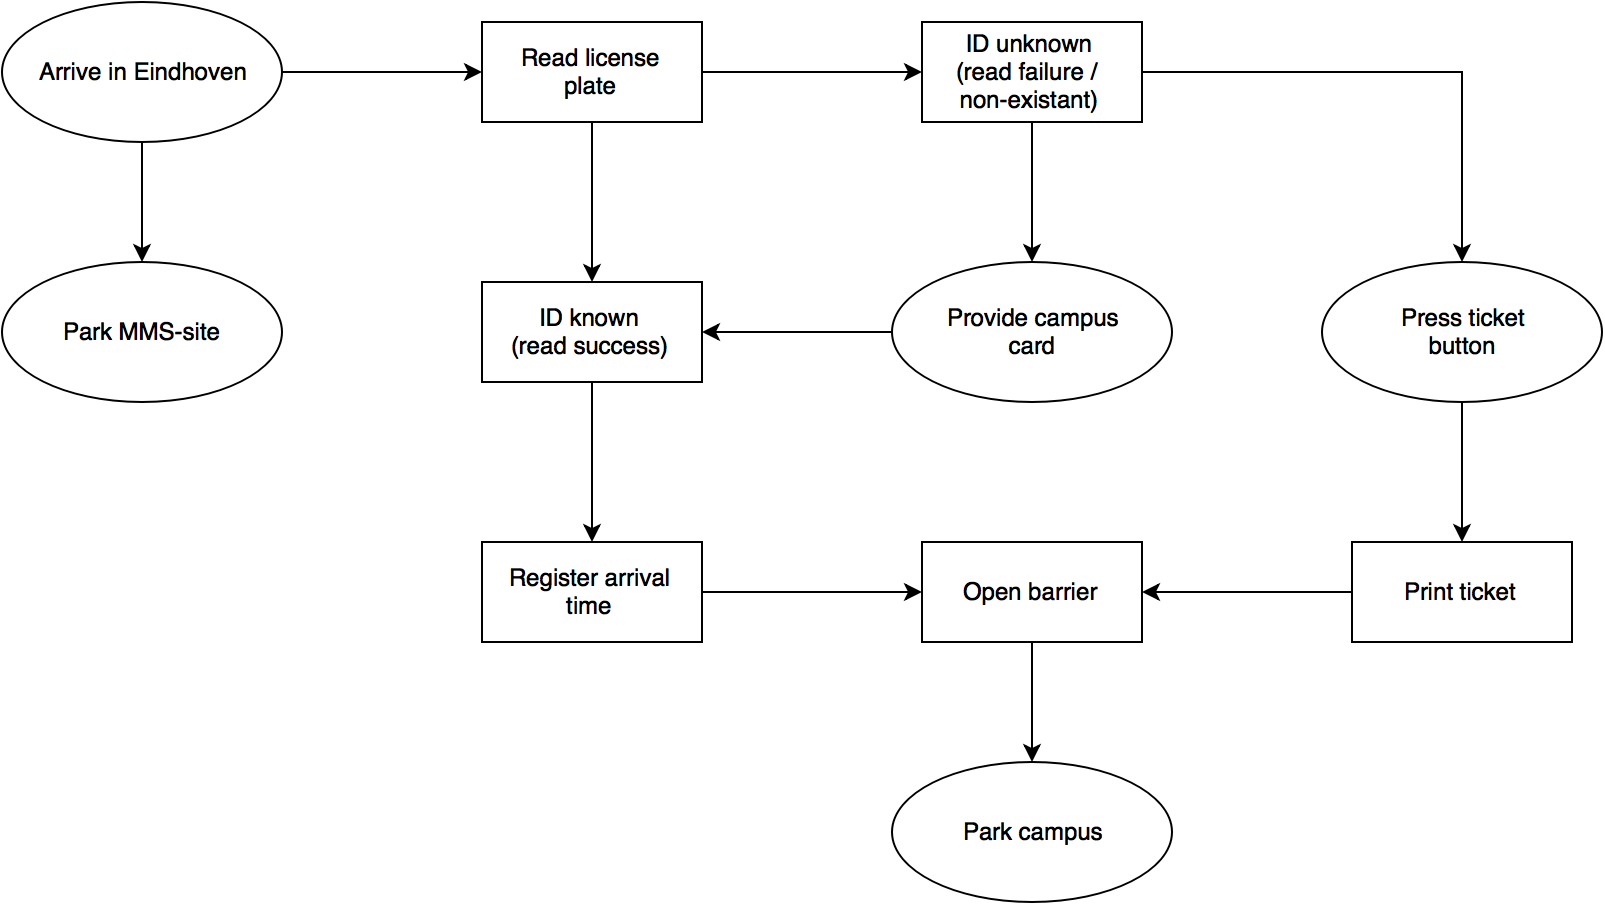 Arrive in Eindhoven
Read license
plate
ID unknown
(read failure /
non-existant)
Park MMS-site
ID known
(read success)
Provide campus
card
Press ticket
button
Register arrival
time
Open barrier
Print ticket
Park campus